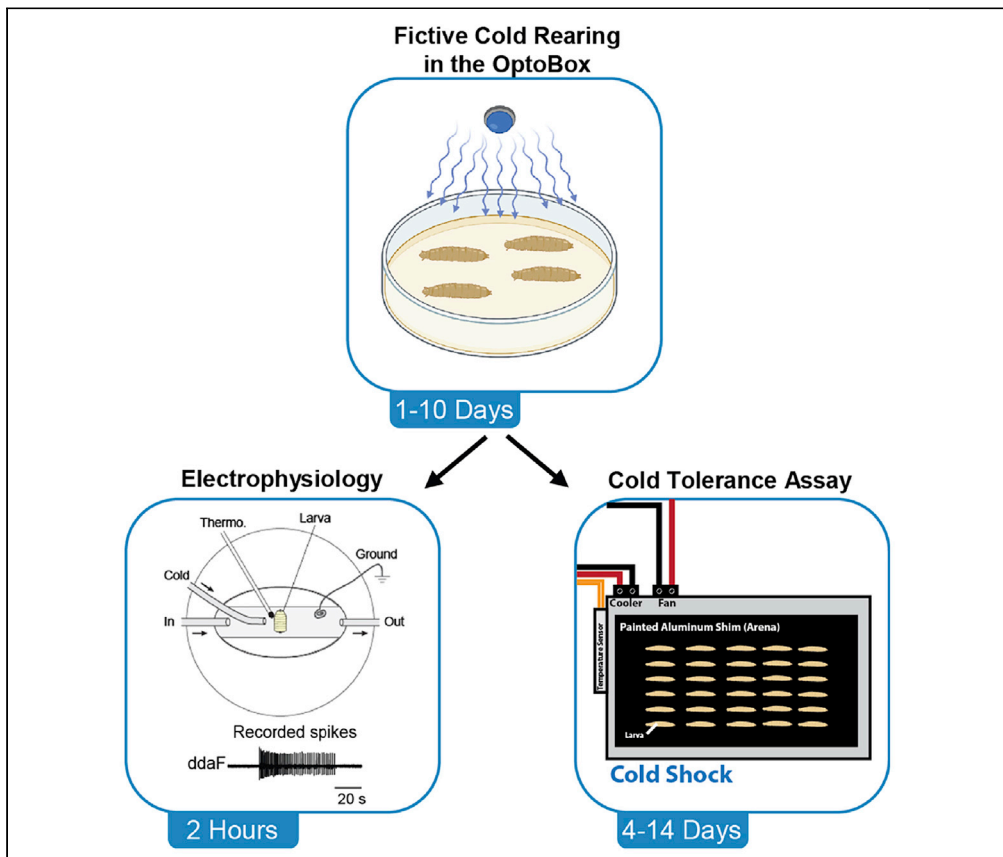 Fictive Cold Rearing
in the OptoBox
1-10 Days
Electrophysiology
Thermo.
Larva
Ground
Cold
In
Out
Recorded spikes
ddaF
20 s
2 Hours
Cold Tolerance Assay
Cooler
Fan
Temperature Sensor
Painted Aluminum Shim (Arena)
Larva
Cold Shock
4-14 Days